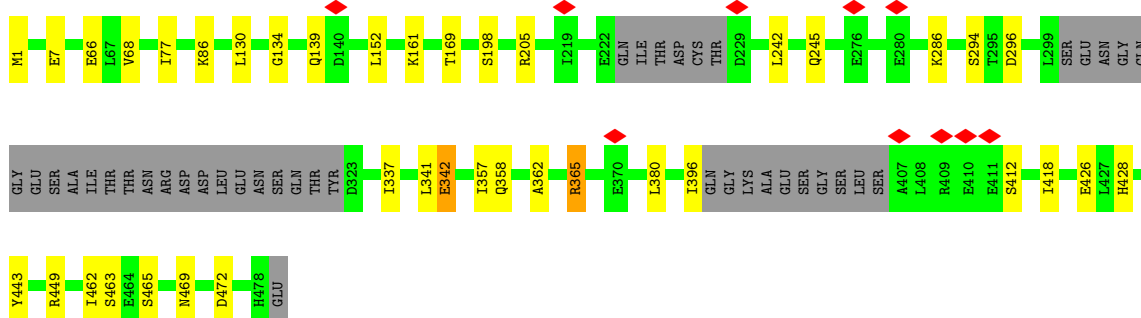 M1 E7 E66 L67 V68 I77 K86 L130 G134 Q139 D140 L152 K161 T169 S198 R205 I219 E222 GLN ILE THR ASP CYS THR D229 L242 Q245 E276 E280 K286 S294 T295 D296 L299 SER GLU ASN GLY
GLY GLU SER ALA ILE THR THR ASN ARG ASP ASP LEU GLU ASN SER GLN THR TYR D323 I337 L341 E342 I357 Q358 A362 R365 E370 L380 I396 GLN GLY LYS ALA GLU SER GLY SER LEU SER A407 L408 R409 E410 E411 S412 I418 E426 L427 H428
Y443 R449 I462 S463 E464 S465 N469 D472 H478 GLU